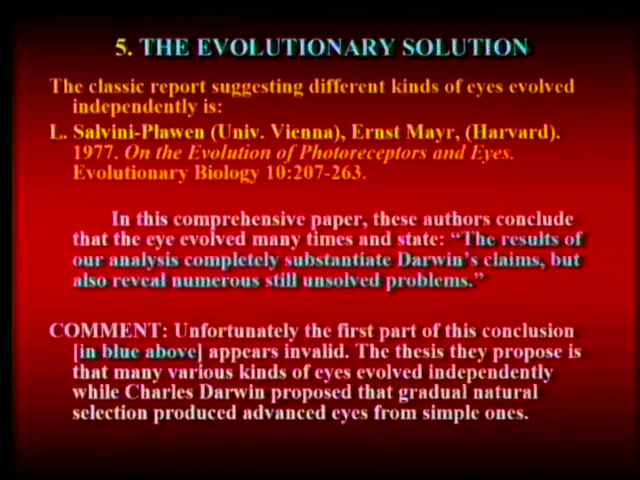 5. THE EVOLUTIONARY SOLUTION
The classic report suggesting different kinds of eyes evolved
independently is:
L. Salvini-Plawen (Univ. Vienna), Ernst Mayr, (Harvard).
1977. On the Evolution of Photoreceptors and Eyes.
Evolutionary Biology 10:207-263.
In this comprehensive paper, these authors conclude
that the eye evolved many times and state: “The results of
our analysis completely substantiate Darwin’s claims, but
also reveal numerous still unsolved problems.”
COMMENT: Unfortunately the first part of this conclusion
[in blue above] appears invalid. The thesis they propose is
that many various kinds of eyes evolved independently
while Charles Darwin proposed that gradual natural
selection produced advanced eyes from simple ones.